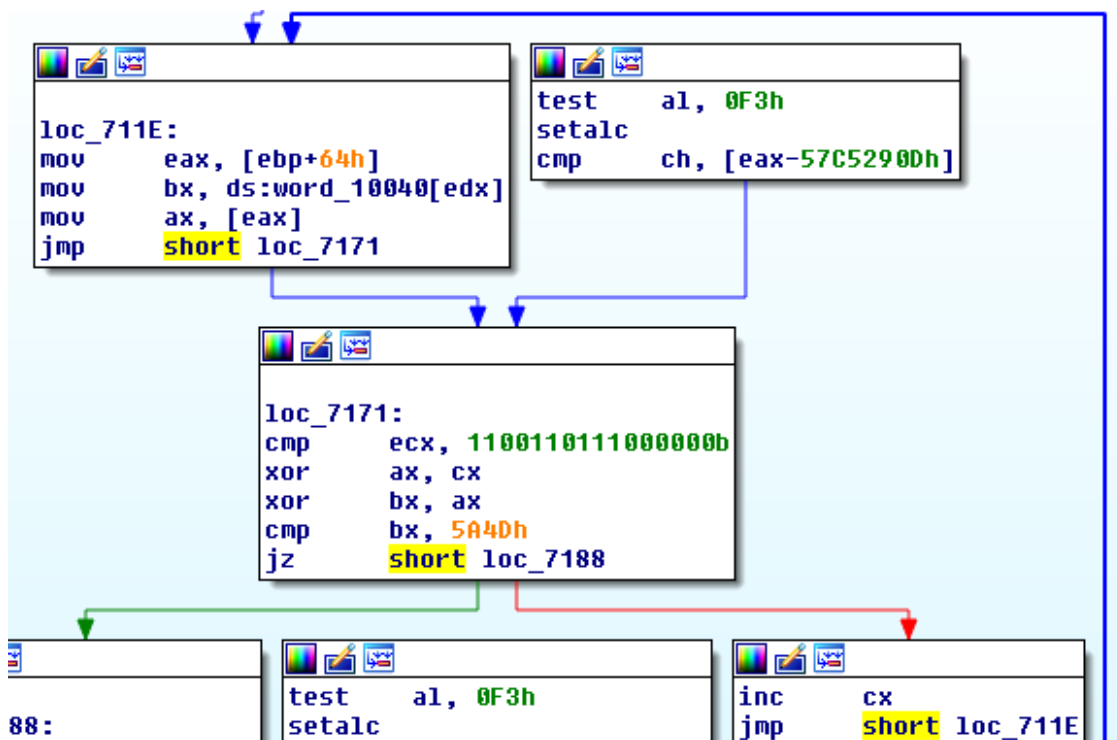 loc_711E:
mov eax, [ebp+64h]
mov bx, ds:word_10040[edx]
mov ax, [eax]
jmp short loc_7171
test al, 0F3h
setalc
cmp ch, [eax-57C5290Dh]
loc_7171:
cmp ecx, 1100110111000000b
xor ax, cx
xor bx, ax
cmp bx, 5A4Dh
jz short loc_7188
88:
test al, 0F3h
setalc
inc cx
jmp short loc_711E